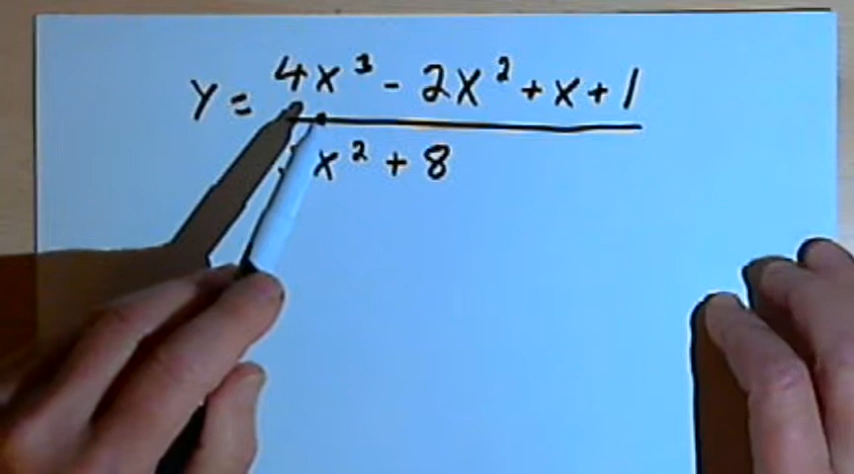 y = 4x³ - 2x² + x + 1
x² + 8